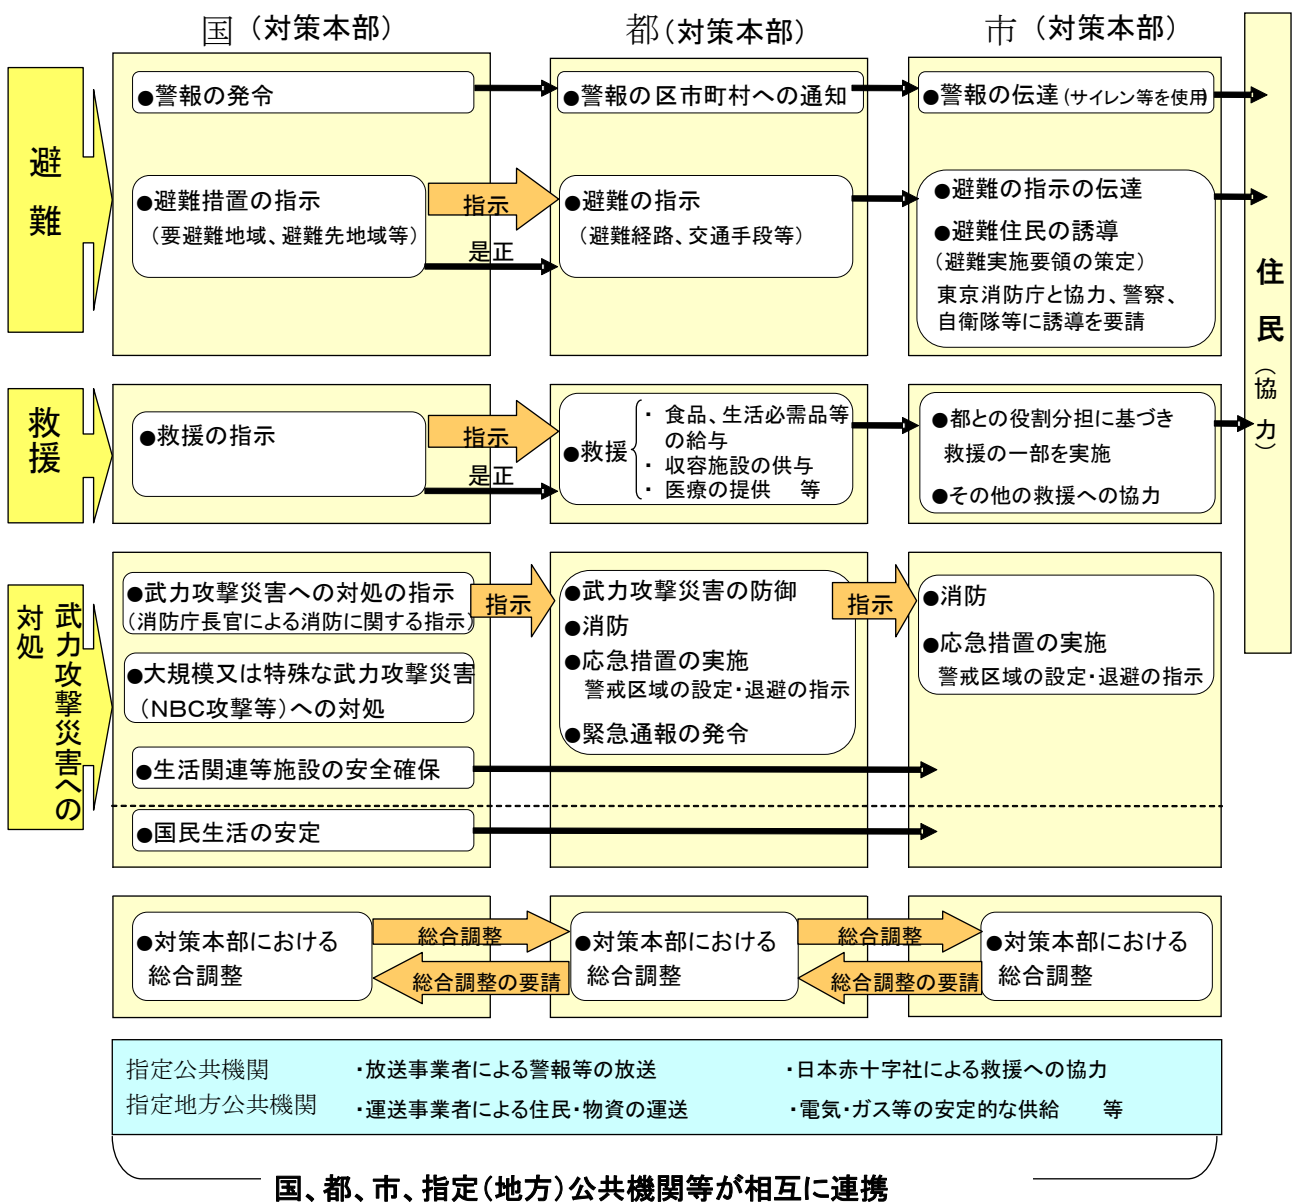 国（対策本部）
都（対策本部）
市（対策本部）
避難
●警報の発令
●警報の区市町村への通知
●警報の伝達（サイレン等を使用）
●避難措置の指示
（要避難地域、避難先地域等）
指示
是正
●避難の指示
（避難経路、交通手段等）
●避難の指示の伝達
●避難住民の誘導
（避難実施要領の策定）
東京消防庁と協力、警察、
自衛隊等に誘導を要請
住民（協力）
救援
●救援の指示
指示
是正
●救援
・ 食品、生活必需品等
の給与
・ 収容施設の供与
・ 医療の提供　等
●都との役割分担に基づき
救援の一部を実施
●その他の救援への協力
武力攻撃災害への
対処
●武力攻撃災害への対処の指示
（消防庁長官による消防に関する指示）
指示
●大規模又は特殊な武力攻撃災害
（NBC攻撃等）への対処
●生活関連等施設の安全確保
●国民生活の安定
●武力攻撃災害の防御
●消防
●応急措置の実施
警戒区域の設定・退避の指示
●緊急通報の発令
指示
●消防
●応急措置の実施
警戒区域の設定・退避の指示
●対策本部における
総合調整
総合調整
総合調整の要請
●対策本部における
総合調整
総合調整
総合調整の要請
●対策本部における
総合調整
指定公共機関
指定地方公共機関
・放送事業者による警報等の放送
・日本赤十字社による救援への協力
・運送事業者による住民・物資の運送
・電気・ガス等の安定的な供給　等
国、都、市、指定（地方）公共機関等が相互に連携